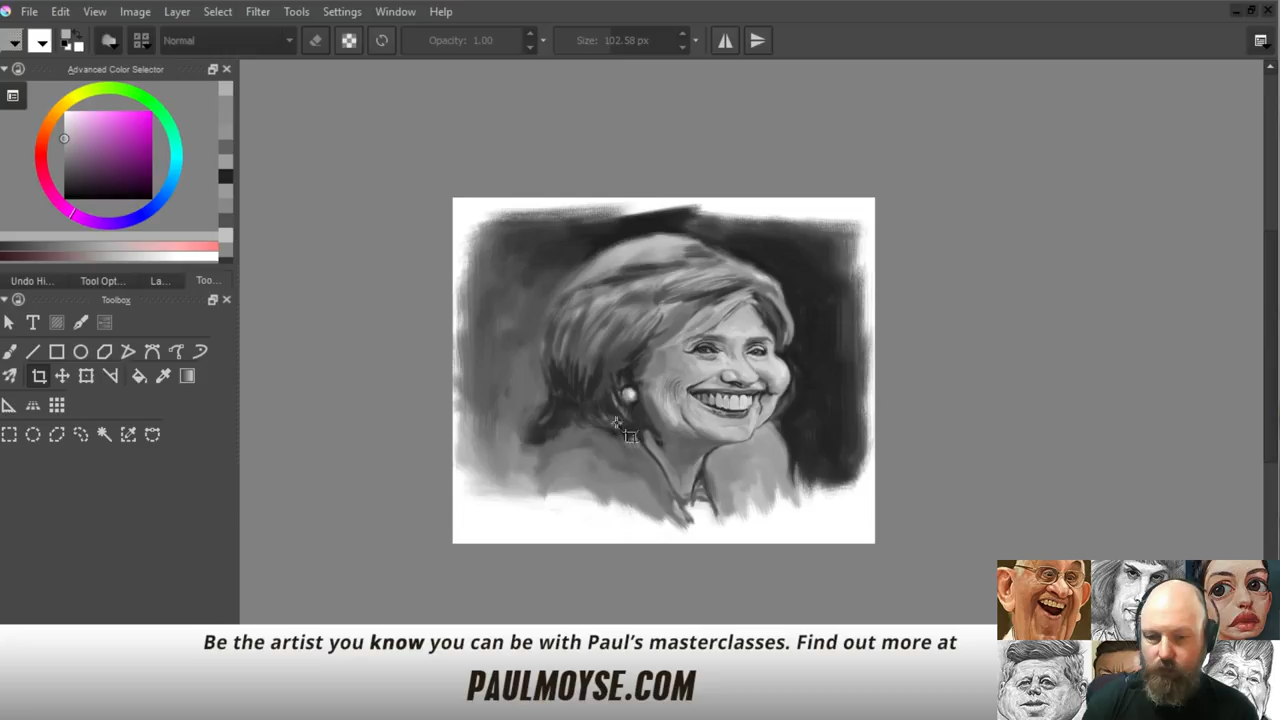 File Edit View Image Layer Select Filter Tools Settings Window Help
Normal
Opacity: 1.00
Size: 102.58 px
Advanced Color Selector
Undo Hi... Tool Opt... La... Too...
Toolbox
Be the artist you know you can be with Paul's masterclasses. Find out more at
PAULMOYSE.COM